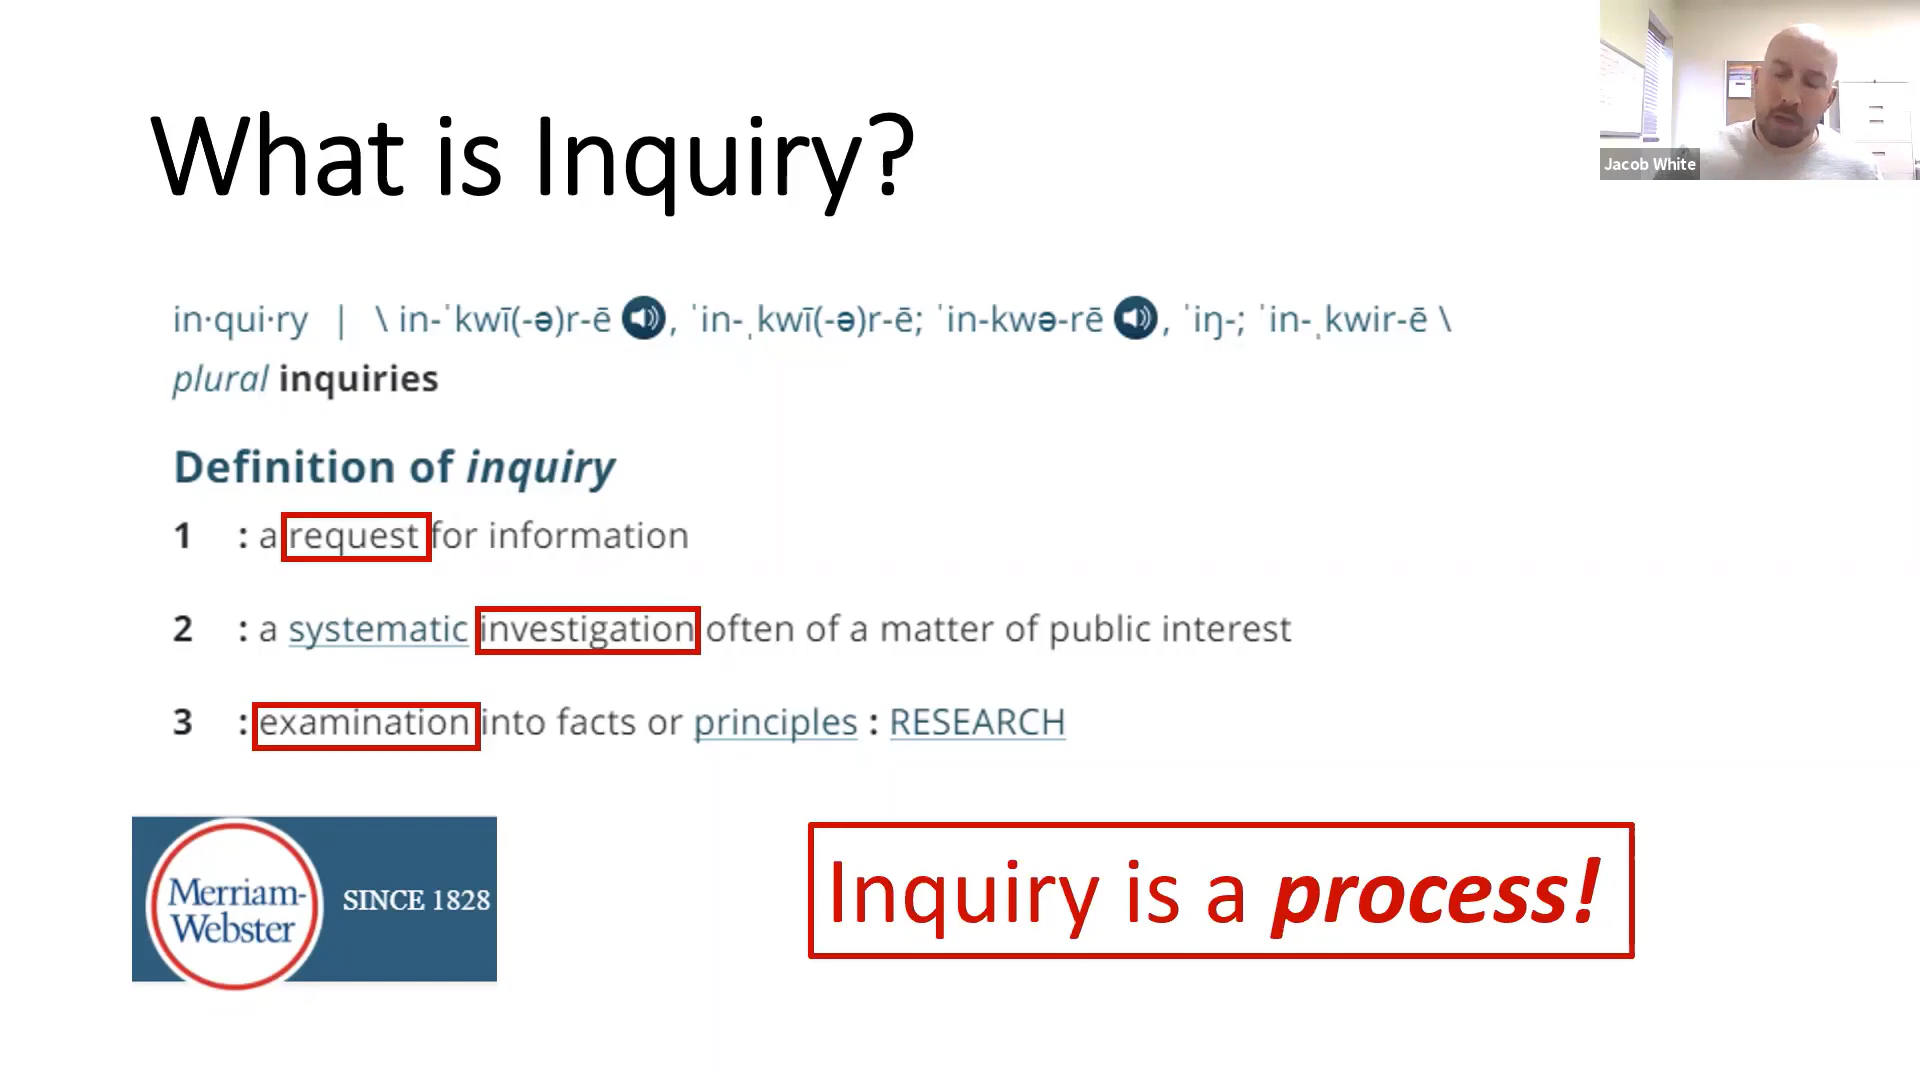 What is Inquiry?
Jacob White
in·qui·ry | \ in-ˈkwī(-ə)r-ē , ˈin-ˌkwī(-ə)r-ē; ˈin-kwə-rē , ˈiŋ-; ˈin-ˌkwir-ē \
plural inquiries
Definition of inquiry
1 : a request for information
2 : a systematic investigation often of a matter of public interest
3 : examination into facts or principles : RESEARCH
Merriam-
Webster
SINCE 1828
Inquiry is a process!